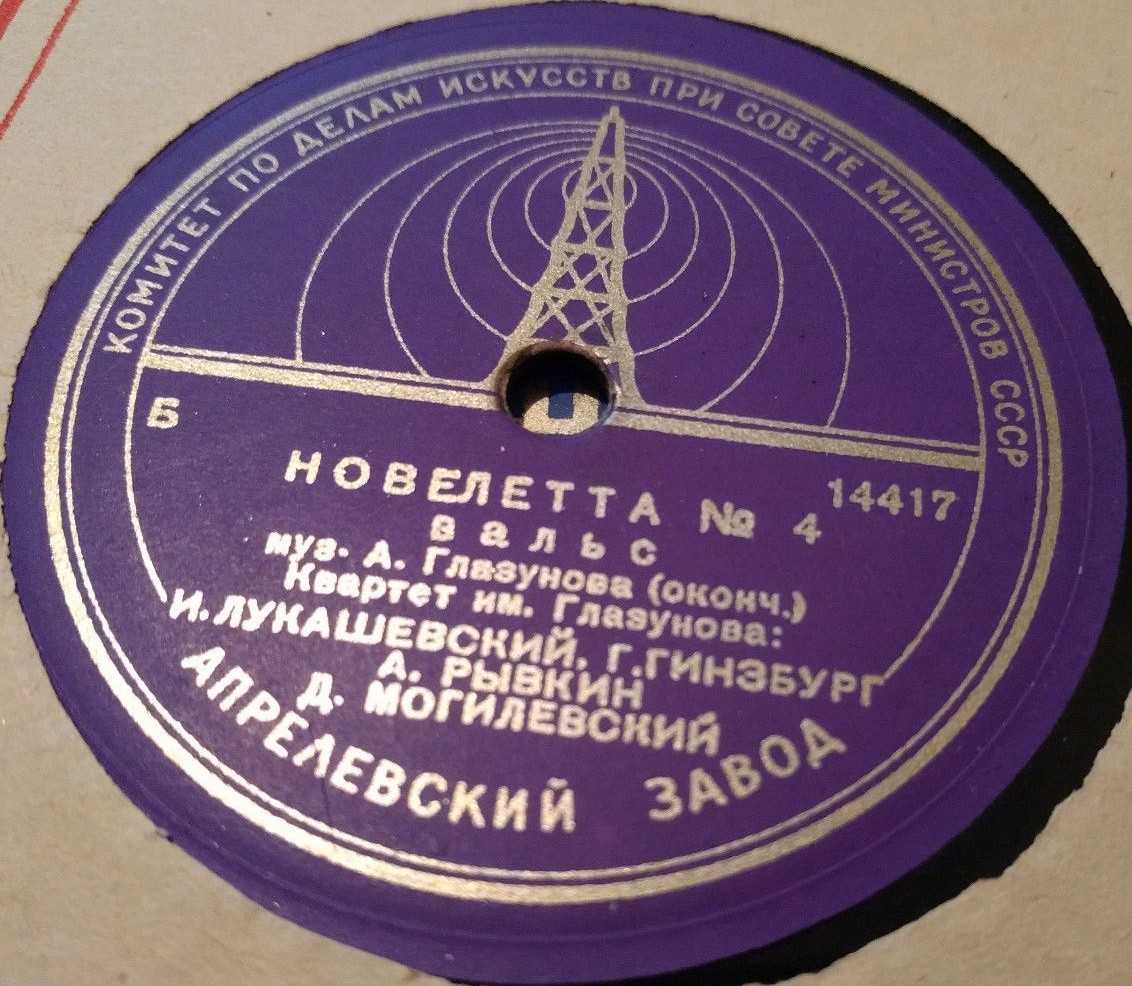 КОМИТЕТ ПО ДЕЛАМ ИСКУССТВ ПРИ СОВЕТЕ МИНИСТРОВ СССР
Б
14417
НОВЕЛЕТТА № 4
вальс
муз. А. Глазунова (оконч.)
Квартет им. Глазунова:
И. ЛУКАШЕВСКИЙ, Г. ГИНЗБУРГ
А. РЫВКИН
Д. МОГИЛЕВСКИЙ
АПРЕЛЕВСКИЙ ЗАВОД